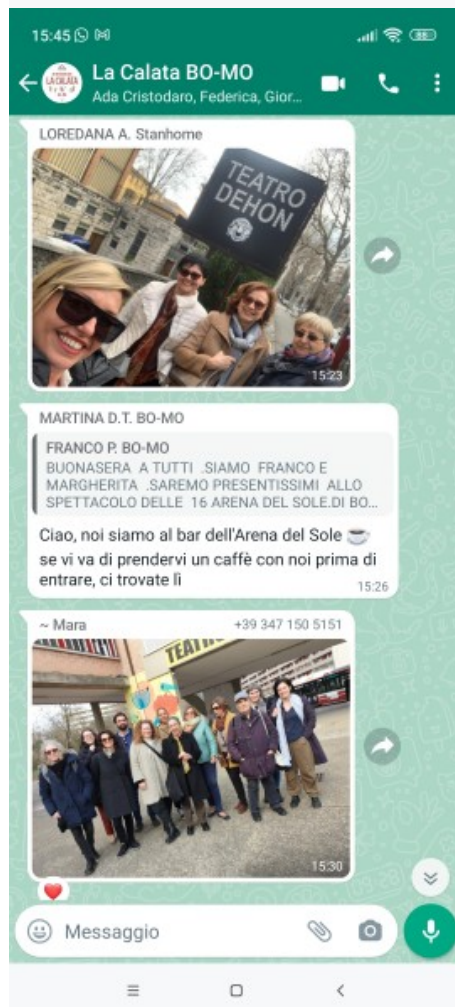 15:45
La Calata BO-MO
Ada Cristodaro, Federica, Gior...
LA CALATA
LOREDANA A. Stanhome
TEATRO
DEHON
15:23
MARTINA D.T. BO-MO
FRANCO P. BO-MO
BUONASERA A TUTTI .SIAMO FRANCO E
MARGHERITA .SAREMO PRESENTISSIMI ALLO
SPETTACOLO DELLE 16 ARENA DEL SOLE.DI BO...
Ciao, noi siamo al bar dell'Arena del Sole ☕
se vi va di prendervi un caffè con noi prima di
entrare, ci trovate lì
15:26
~ Mara +39 347 150 5151
TEATRO
15:30
Messaggio